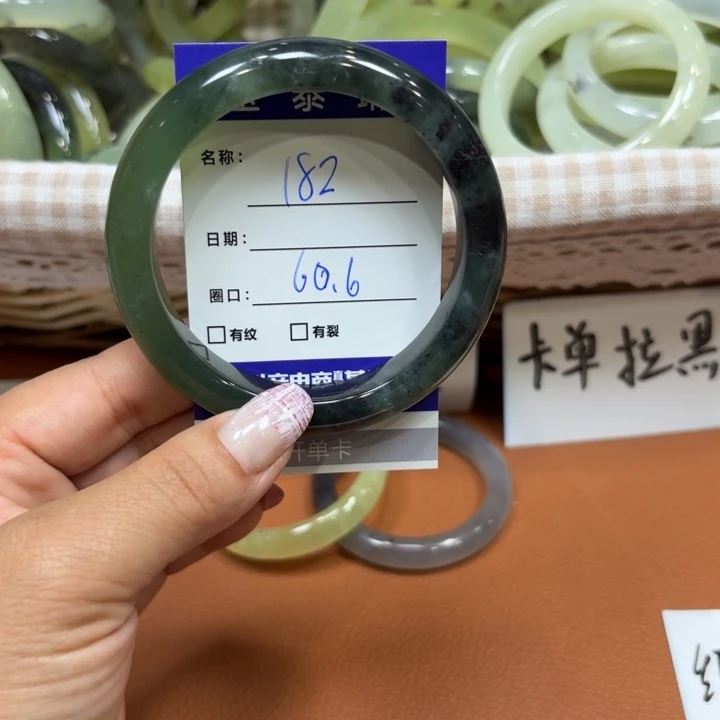 泰
名称: 182
日期:
圈口: 60.6
□有纹 □有裂
开单卡
卡单拉黑